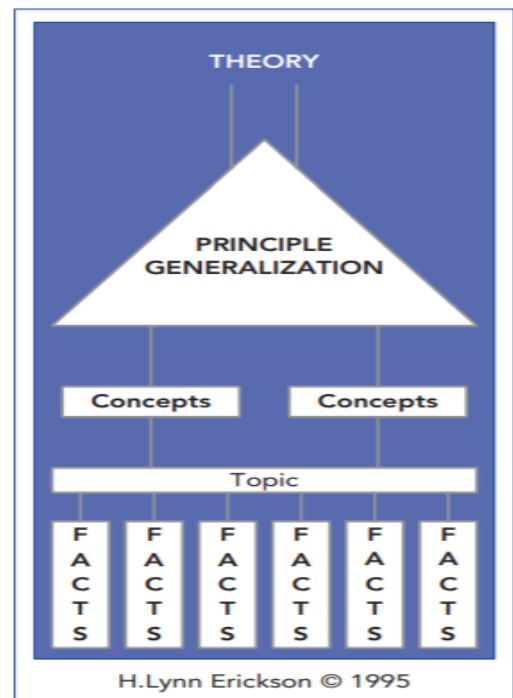 THEORY
PRINCIPLE
GENERALIZATION
Concepts Concepts
Topic
F F F F F F
A A A A A A
C C C C C C
T T T T T T
S S S S S S
H.Lynn Erickson © 1995